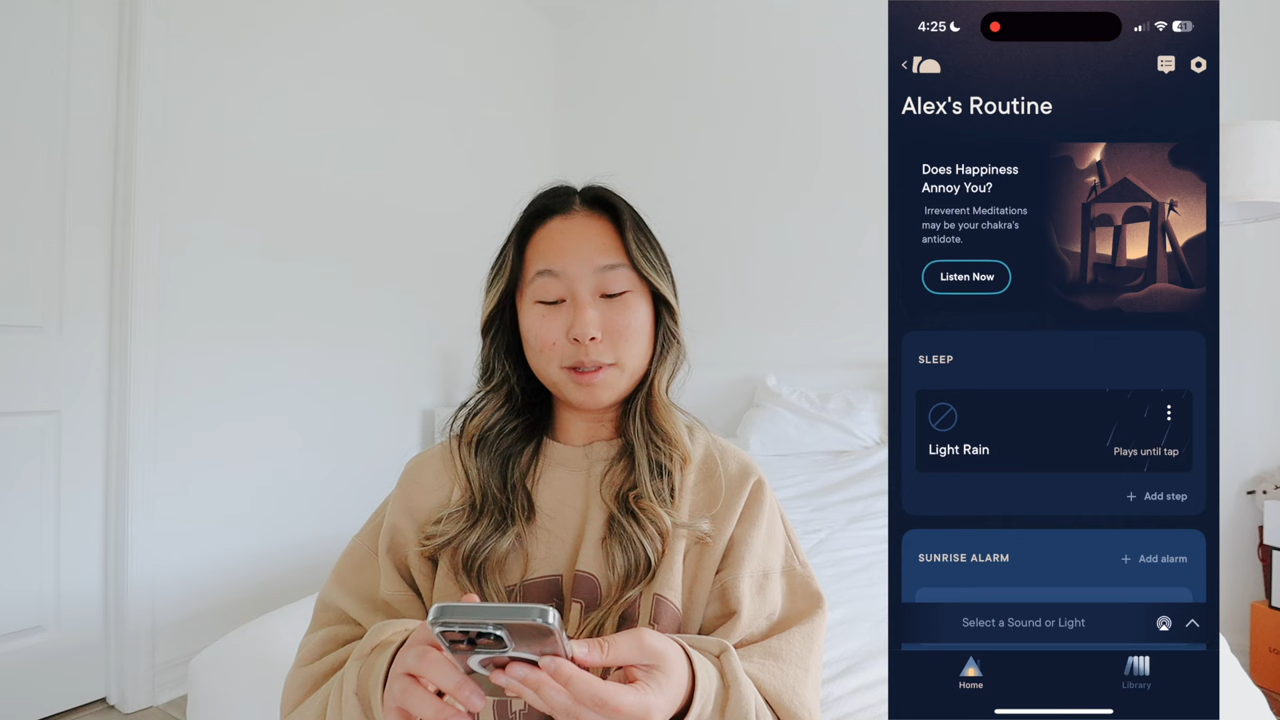 4:25
41
Alex's Routine
Does Happiness
Annoy You?
Irreverent Meditations
may be your chakra's
antidote.
Listen Now
SLEEP
Light Rain
Plays until tap
+ Add step
SUNRISE ALARM
+ Add alarm
Select a Sound or Light
Home
Library